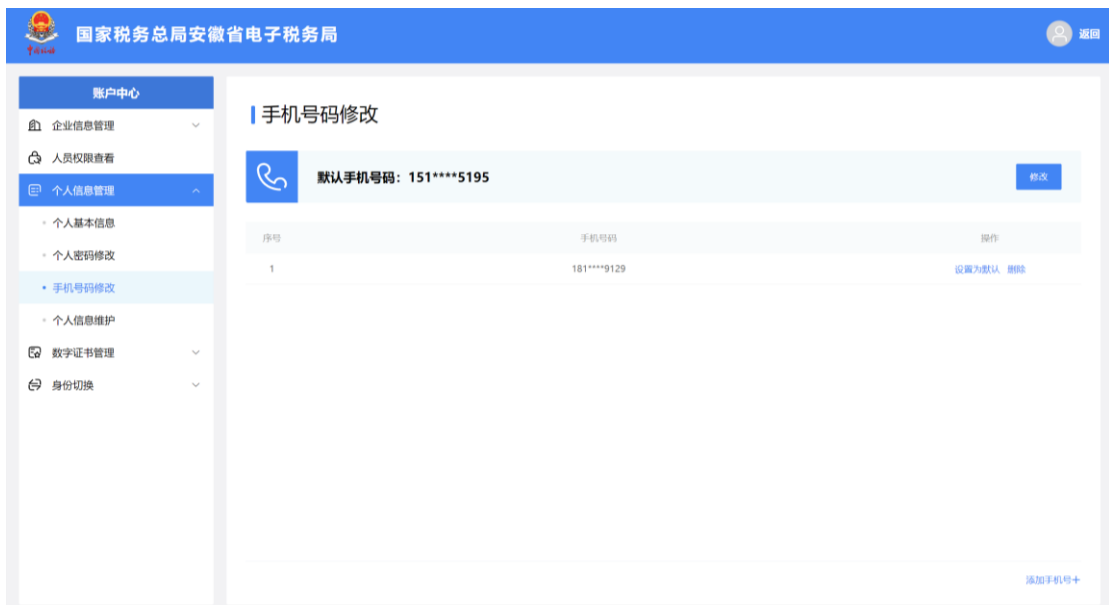 国家税务总局安徽省电子税务局
返回
中国税务
账户中心
企业信息管理
人员权限查看
个人信息管理
个人基本信息
个人密码修改
手机号码修改
个人信息维护
数字证书管理
身份切换
手机号码修改
默认手机号码：151****5195
修改
序号 手机号码 操作
1 181****9129 设置为默认 删除
添加手机号+